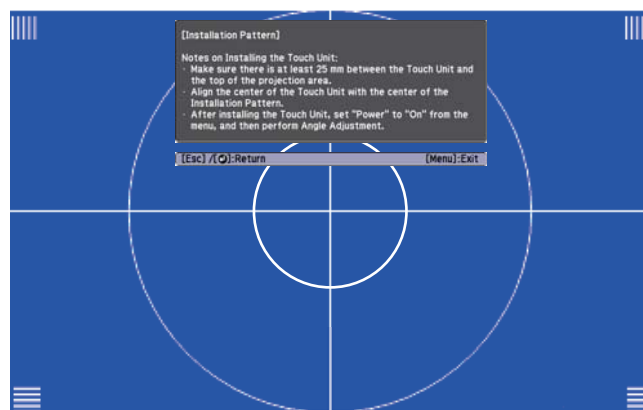 [Installation Pattern]
Notes on Installing the Touch Unit:
· Make sure there is at least 25 mm between the Touch Unit and
the top of the projection area.
· Align the center of the Touch Unit with the center of the
Installation Pattern.
· After installing the Touch Unit, set "Power" to "On" from the
menu, and then perform Angle Adjustment.
[Esc] /[↺]:Return [Menu]:Exit